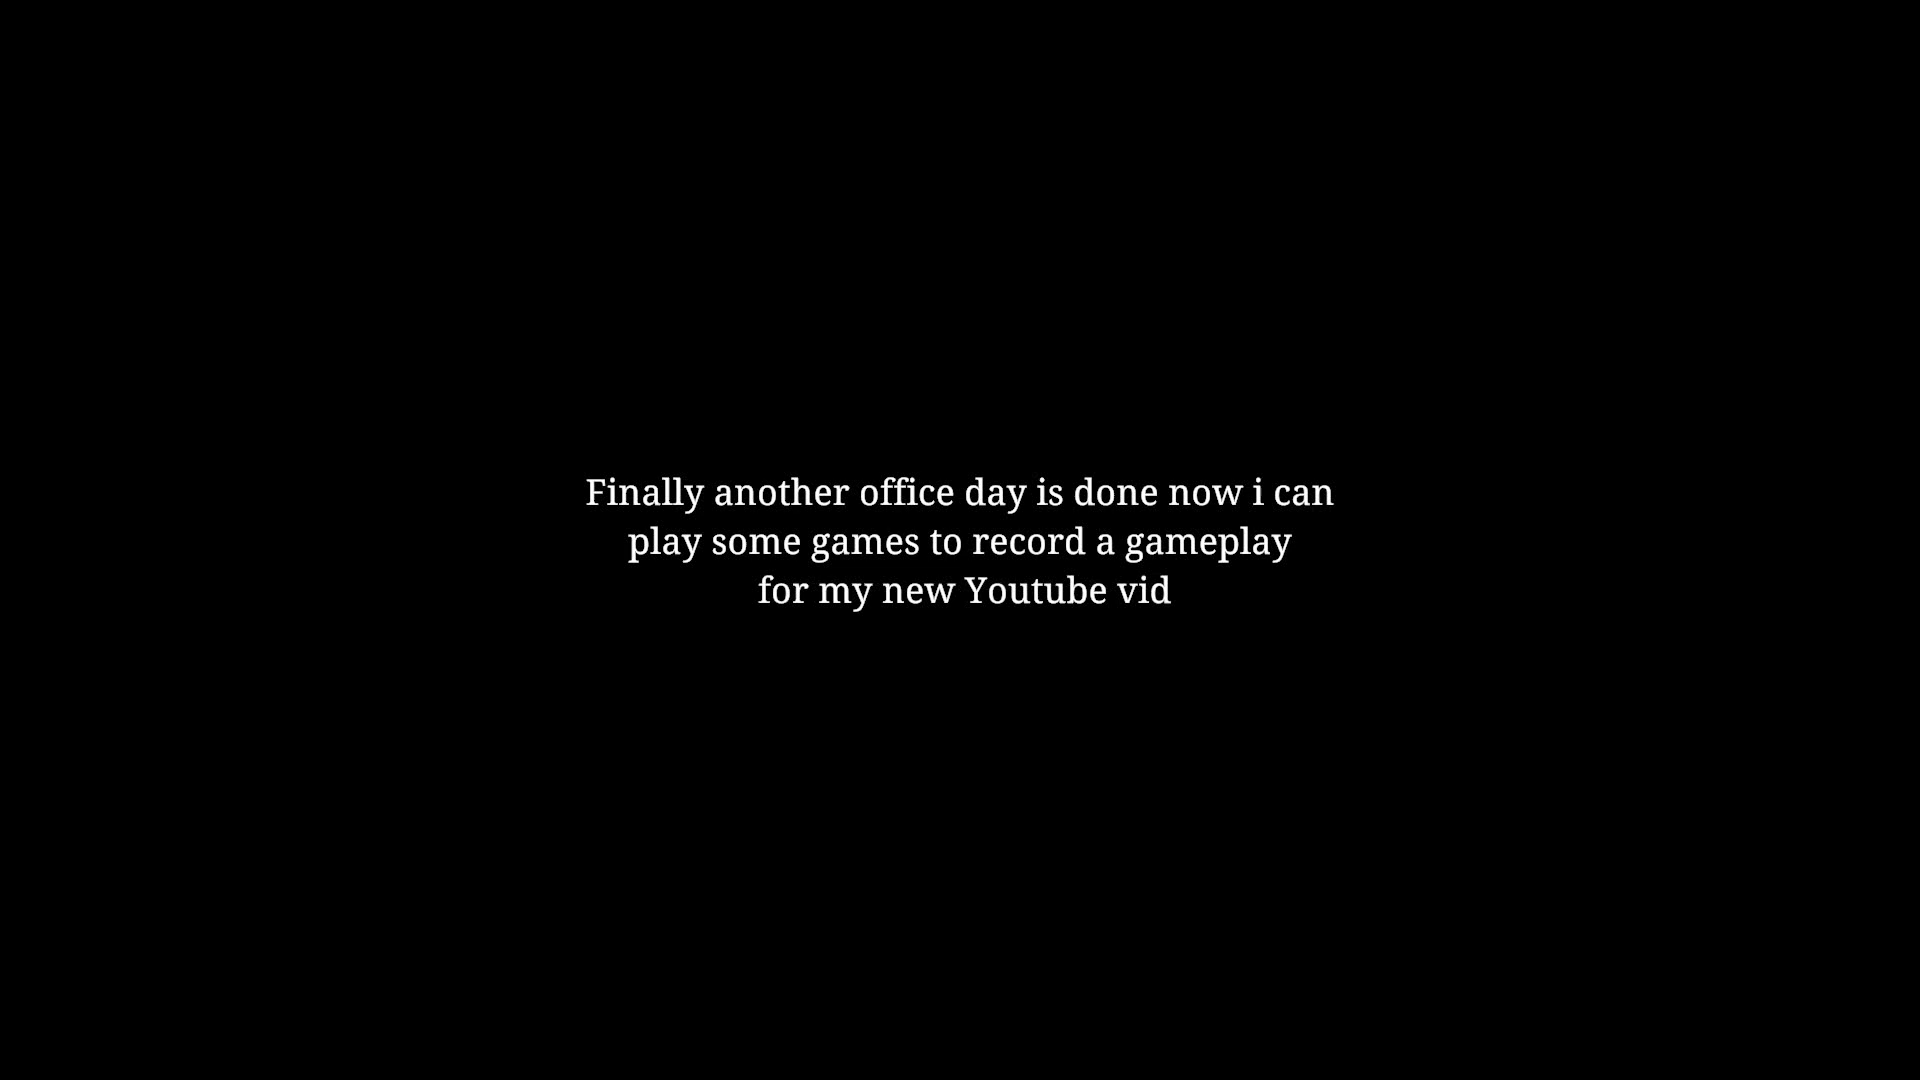 Finally another office day is done now i can
play some games to record a gameplay
for my new Youtube vid